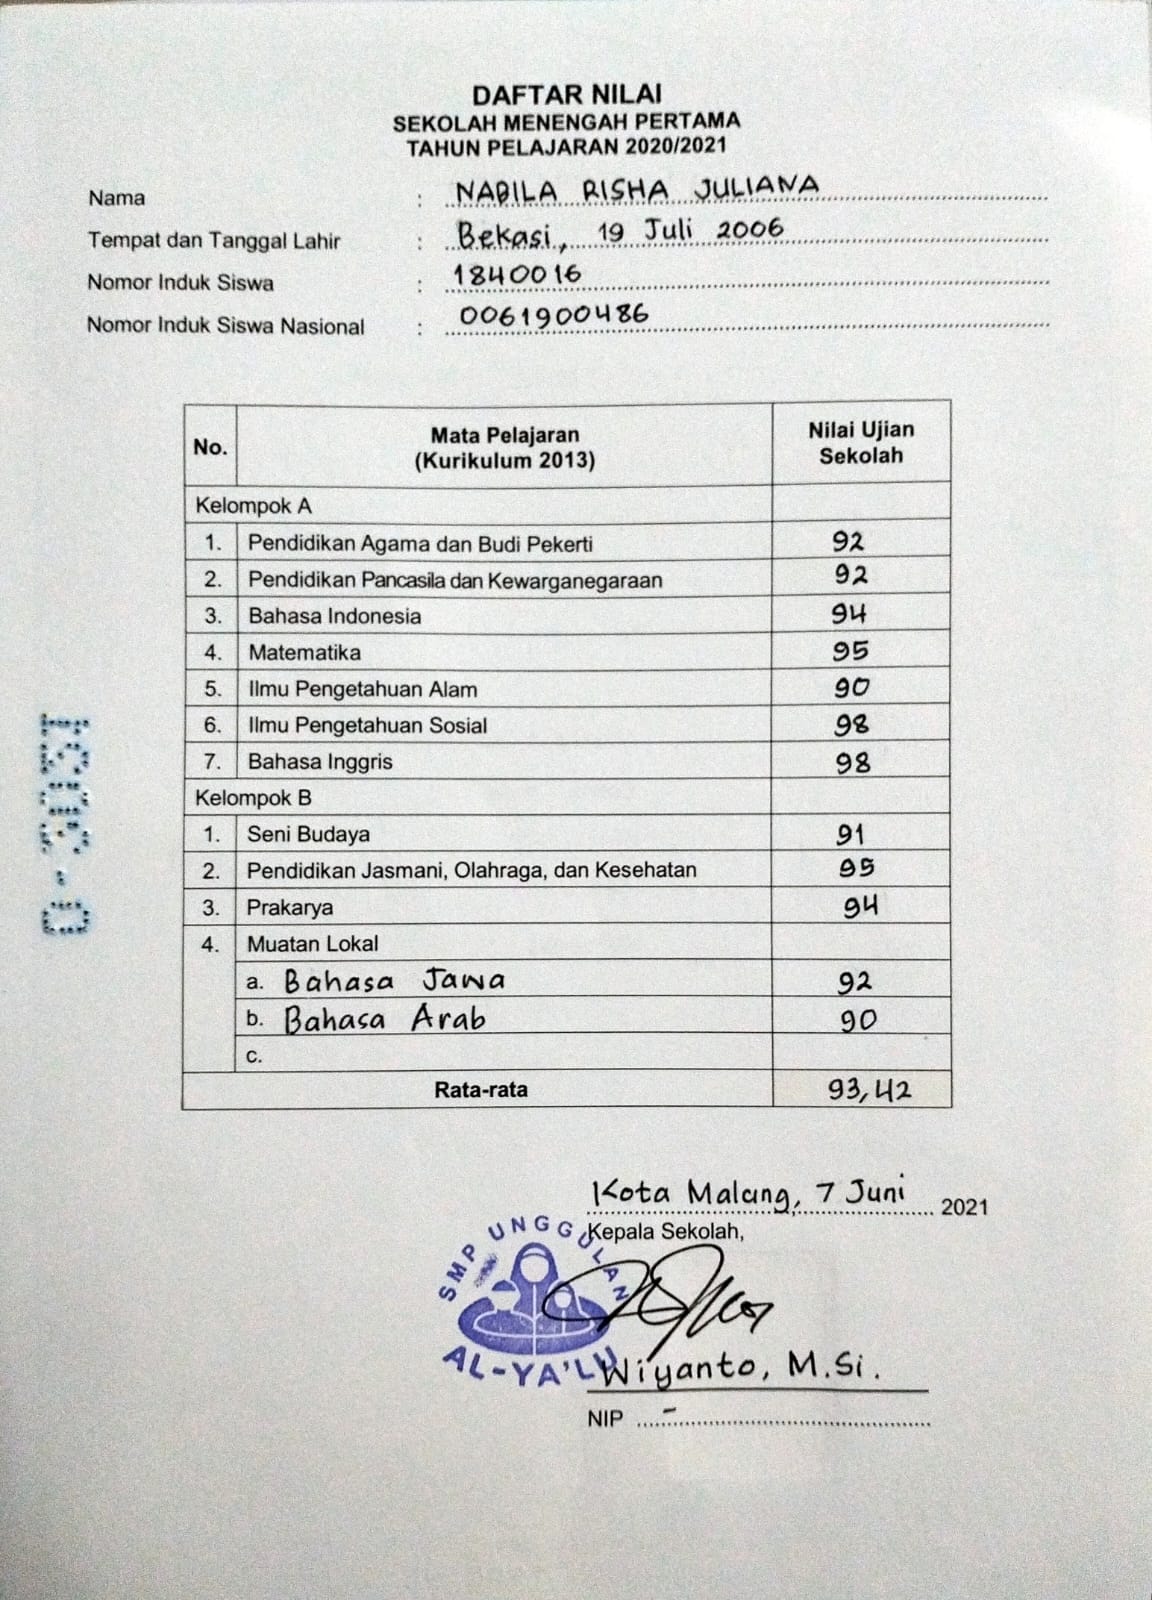 DAFTAR NILAI
SEKOLAH MENENGAH PERTAMA
TAHUN PELAJARAN 2020/2021
Nama : NABILA RISHA JULIANA
Tempat dan Tanggal Lahir : Bekasi, 19 Juli 2006
Nomor Induk Siswa : 1840016
Nomor Induk Siswa Nasional : 0061900486
No. Mata Pelajaran (Kurikulum 2013) Nilai Ujian Sekolah
Kelompok A
1. Pendidikan Agama dan Budi Pekerti 92
2. Pendidikan Pancasila dan Kewarganegaraan 92
3. Bahasa Indonesia 94
4. Matematika 95
5. Ilmu Pengetahuan Alam 90
6. Ilmu Pengetahuan Sosial 98
7. Bahasa Inggris 98
Kelompok B
1. Seni Budaya 91
2. Pendidikan Jasmani, Olahraga, dan Kesehatan 95
3. Prakarya 94
4. Muatan Lokal
a. Bahasa Jawa 92
b. Bahasa Arab 90
c.
Rata-rata 93,42
Kota Malang, 7 Juni 2021
Kepala Sekolah,
SMP UNGGULAN
AL-YA'LU
Wiyanto, M.Si.
NIP -